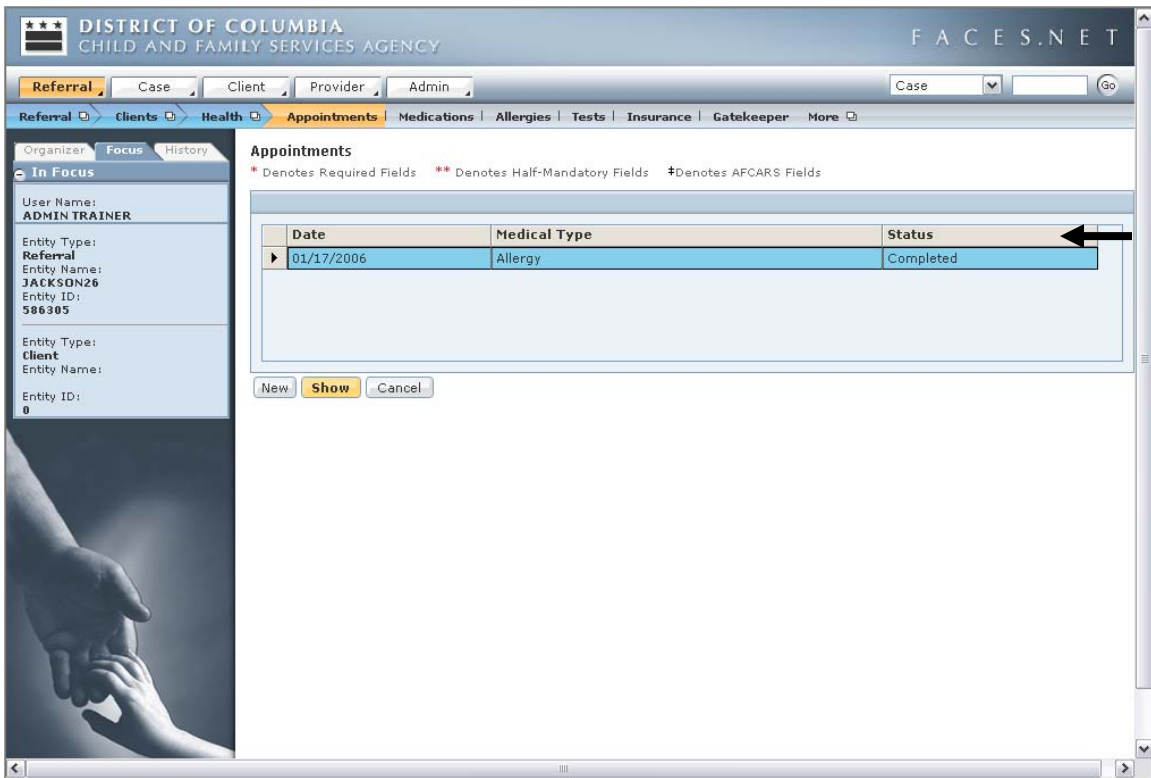 DISTRICT OF COLUMBIA
CHILD AND FAMILY SERVICES AGENCY
FACES.NET
Referral Case Client Provider Admin Case Go
Referral Clients Health Appointments | Medications | Allergies | Tests | Insurance | Gatekeeper More
Organizer Focus History
In Focus
User Name:
ADMIN TRAINER
Entity Type:
Referral
Entity Name:
JACKSON26
Entity ID:
586305
Entity Type:
Client
Entity Name:
Entity ID:
0
Appointments
* Denotes Required Fields ** Denotes Half-Mandatory Fields ‡Denotes AFCARS Fields
Date Medical Type Status
01/17/2006 Allergy Completed
New Show Cancel